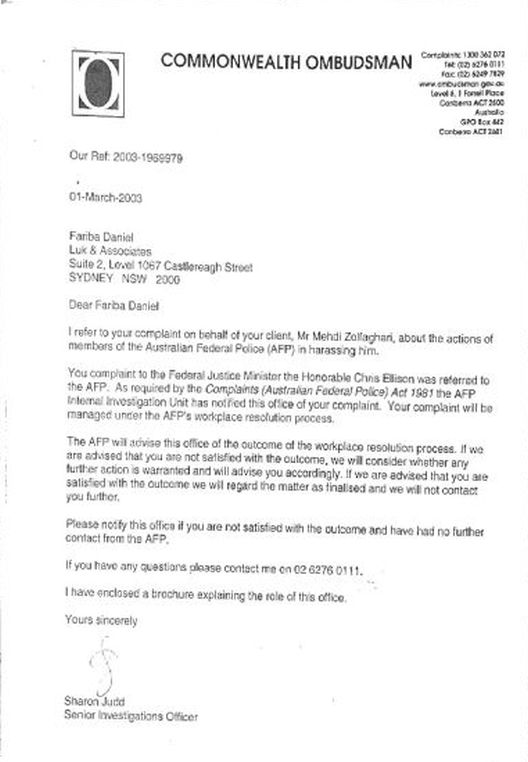 COMMONWEALTH OMBUDSMAN
Complaints: 1300 362 072
Tel: (02) 6276 0111
Fax: (02) 6249 7829
www.ombudsman.gov.au
Level 6, 1 Farrell Place
Canberra ACT 2600
Australia
GPO Box 442
Canberra ACT 2601
Our Ref: 2003-1969979
01-March-2003
Fariba Daniel
Luk & Associates
Suite 2, Level 1067 Castlereagh Street
SYDNEY NSW 2000
Dear Fariba Daniel
I refer to your complaint on behalf of your client, Mr Mehdi Zolfaghari, about the actions of
members of the Australian Federal Police (AFP) in harassing him.
You complaint to the Federal Justice Minister the Honorable Chris Ellison was referred to
the AFP. As required by the Complaints (Australian Federal Police) Act 1981 the AFP
Internal Investigation Unit has notified this office of your complaint. Your complaint will be
managed under the AFP's workplace resolution process.
The AFP will advise this office of the outcome of the workplace resolution process. If we
are advised that you are not satisfied with the outcome, we will consider whether any
further action is warranted and will advise you accordingly. If we are advised that you are
satisfied with the outcome we will regard the matter as finalised and we will not contact
you further.
Please notify this office if you are not satisfied with the outcome and have had no further
contact from the AFP.
If you have any questions please contact me on 02 6276 0111.
I have enclosed a brochure explaining the role of this office.
Yours sincerely
Sharon Judd
Senior Investigations Officer